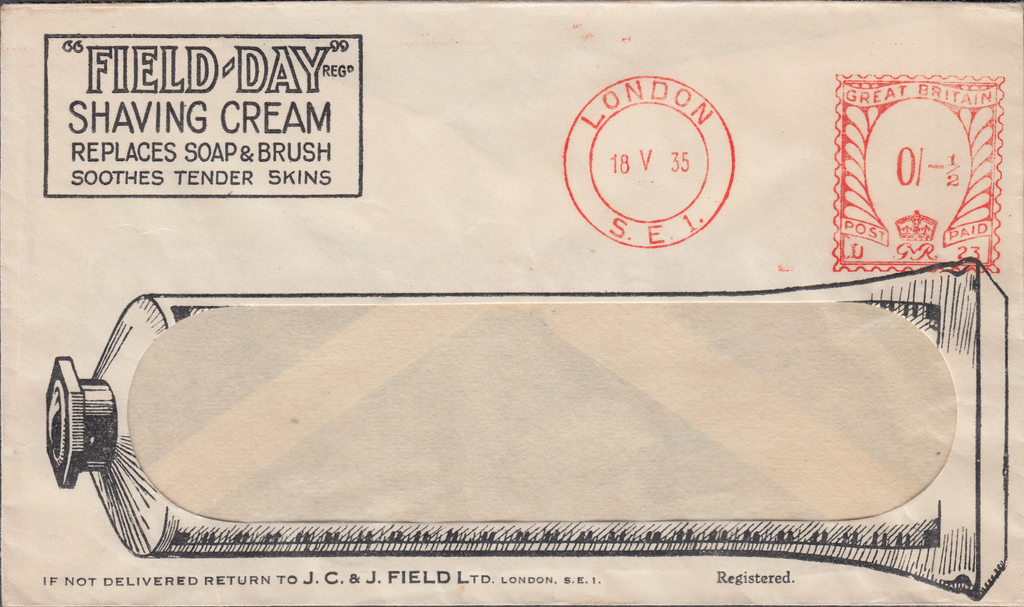 "FIELD-DAY" REGD
SHAVING CREAM
REPLACES SOAP & BRUSH
SOOTHES TENDER SKINS
LONDON
18 V 35
S. E. 1.
GREAT BRITAIN
0/-½
POST PAID
U G.R. 23
IF NOT DELIVERED RETURN TO J. C. & J. FIELD LTD. LONDON, S.E.1.
Registered.